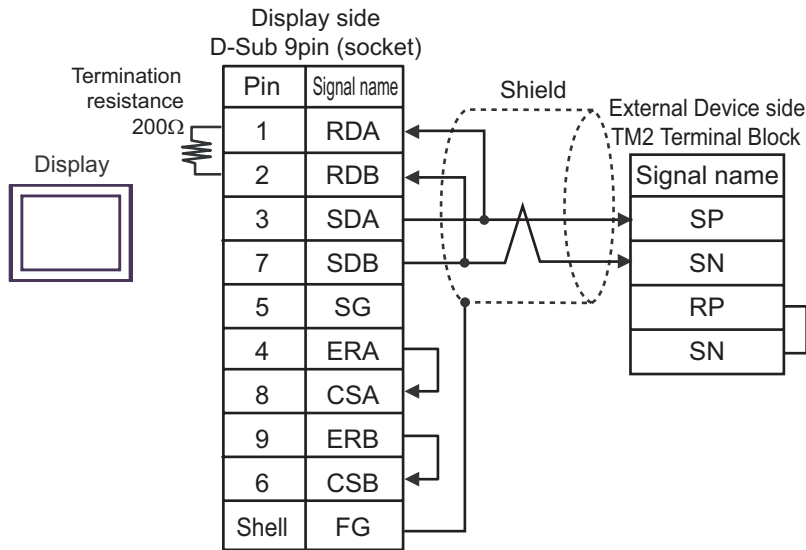 Display side
D-Sub 9pin (socket)
Termination
resistance
200Ω
Display
Pin Signal name
1 RDA
2 RDB
3 SDA
7 SDB
5 SG
4 ERA
8 CSA
9 ERB
6 CSB
Shell FG
Shield
External Device side
TM2 Terminal Block
Signal name
SP
SN
RP
SN